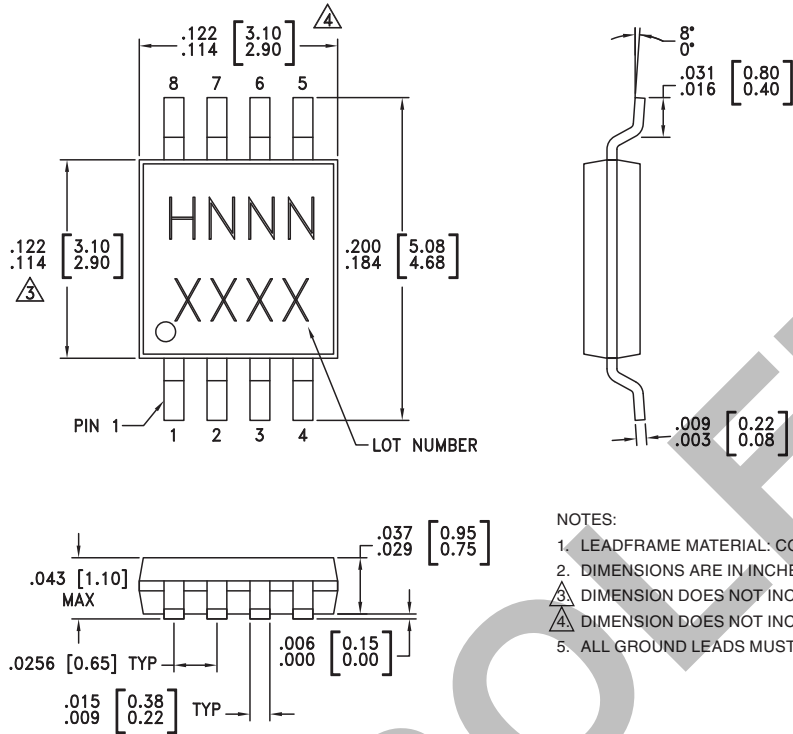 .122 [3.10]
.114 [2.90]
4
8 7 6 5
HNNN
XXXX
.122 [3.10]
.114 [2.90]
3
.200 [5.08]
.184 [4.68]
PIN 1
1 2 3 4
LOT NUMBER
8°
0°
.031 [0.80]
.016 [0.40]
.009 [0.22]
.003 [0.08]
.037 [0.95]
.029 [0.75]
.043 [1.10]
MAX
.0256 [0.65] TYP
.006 [0.15]
.000 [0.00]
.015 [0.38]
.009 [0.22]
TYP
NOTES:
1. LEADFRAME MATERIAL:
2. DIMENSIONS ARE IN
3. DIMENSION DOES NOT
4. DIMENSION DOES NOT
5. ALL GROUND LEADS MUST